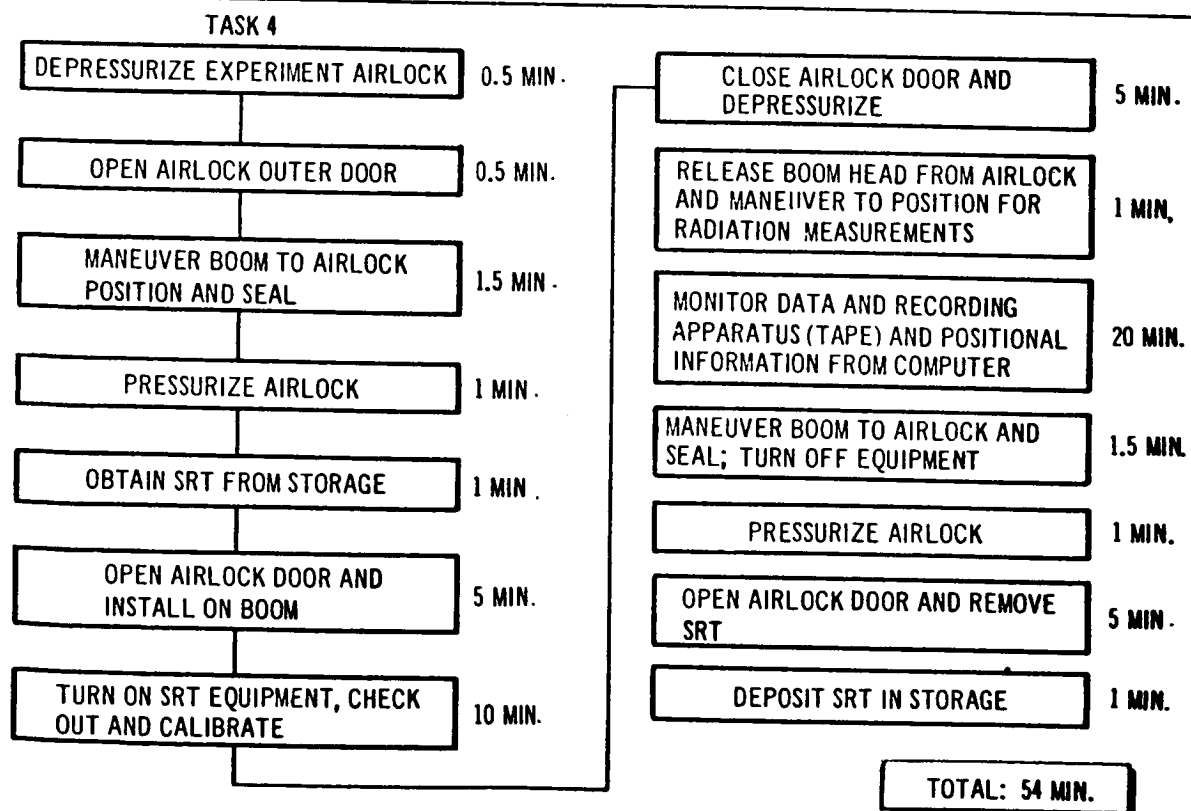 TASK 4
DEPRESSURIZE EXPERIMENT AIRLOCK 0.5 MIN.
OPEN AIRLOCK OUTER DOOR 0.5 MIN.
MANEUVER BOOM TO AIRLOCK
POSITION AND SEAL 1.5 MIN.
PRESSURIZE AIRLOCK 1 MIN.
OBTAIN SRT FROM STORAGE 1 MIN.
OPEN AIRLOCK DOOR AND
INSTALL ON BOOM 5 MIN.
TURN ON SRT EQUIPMENT, CHECK
OUT AND CALIBRATE 10 MIN.
CLOSE AIRLOCK DOOR AND
DEPRESSURIZE 5 MIN.
RELEASE BOOM HEAD FROM AIRLOCK
AND MANEUVER TO POSITION FOR 1 MIN.
RADIATION MEASUREMENTS
MONITOR DATA AND RECORDING
APPARATUS (TAPE) AND POSITIONAL 20 MIN.
INFORMATION FROM COMPUTER
MANEUVER BOOM TO AIRLOCK AND
SEAL; TURN OFF EQUIPMENT 1.5 MIN.
PRESSURIZE AIRLOCK 1 MIN.
OPEN AIRLOCK DOOR AND REMOVE
SRT 5 MIN.
DEPOSIT SRT IN STORAGE 1 MIN.
TOTAL: 54 MIN.